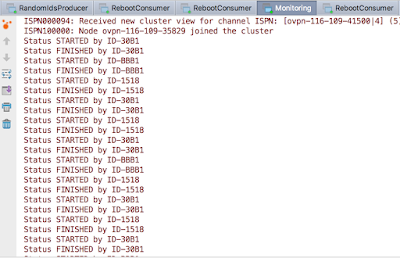 RandomIdsProducer RebootConsumer RebootConsumer Monitoring RebootConsumer
ISPN000094: Received new cluster view for channel ISPN: [ovpn-116-109-41500|4] (5)
ISPN100000: Node ovpn-116-109-35829 joined the cluster
Status STARTED by ID-30B1
Status FINISHED by ID-30B1
Status STARTED by ID-BBB1
Status FINISHED by ID-BBB1
Status STARTED by ID-1518
Status FINISHED by ID-1518
Status STARTED by ID-30B1
Status FINISHED by ID-30B1
Status STARTED by ID-1518
Status FINISHED by ID-1518
Status STARTED by ID-30B1
Status FINISHED by ID-30B1
Status STARTED by ID-BBB1
Status FINISHED by ID-BBB1
Status STARTED by ID-1518
Status FINISHED by ID-1518
Status STARTED by ID-30B1
Status FINISHED by ID-30B1
Status STARTED by ID-1518
Status FINISHED by ID-1518
Status STARTED by ID-30B1
Status FINISHED by ID-30B1